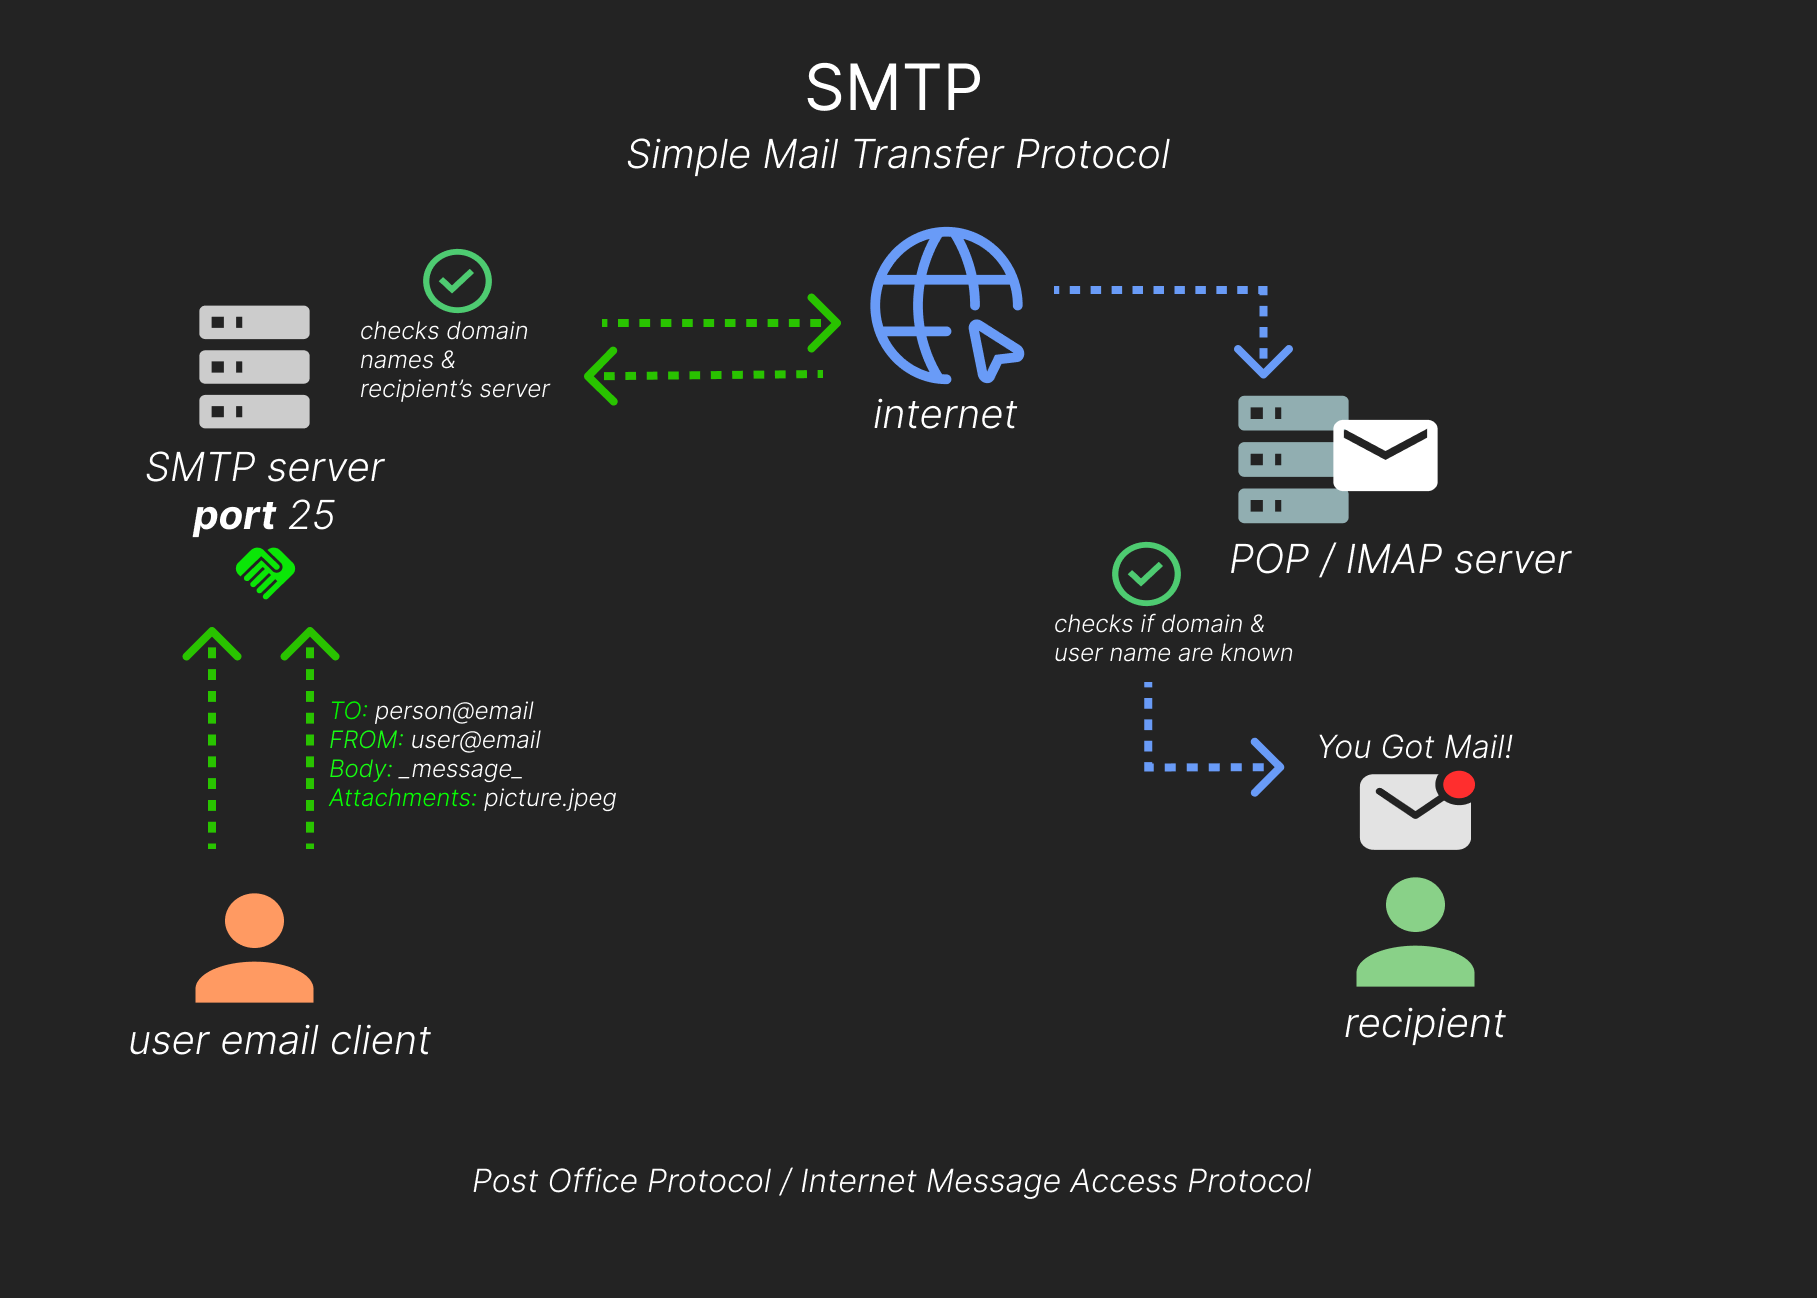 SMTP
Simple Mail Transfer Protocol
checks domain
names &
recipient's server
SMTP server
port 25
internet
POP / IMAP server
checks if domain &
user name are known
TO: person@email
FROM: user@email
Body: _message_
Attachments: picture.jpeg
You Got Mail!
user email client
recipient
Post Office Protocol / Internet Message Access Protocol